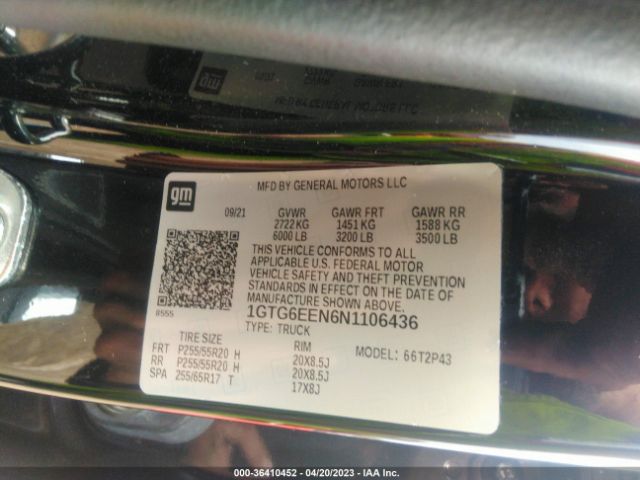 gm
MFD BY GENERAL MOTORS LLC
09/21 GVWR GAWR FRT GAWR RR
2722 KG 1451 KG 1588 KG
6000 LB 3200 LB 3500 LB
THIS VEHICLE CONFORMS TO ALL
APPLICABLE U.S. FEDERAL MOTOR
VEHICLE SAFETY AND THEFT PREVENTION
STANDARDS IN EFFECT ON THE DATE OF
MANUFACTURE SHOWN ABOVE.
#555 1GTG6EEN6N1106436
TYPE: TRUCK
TIRE SIZE RIM MODEL: 66T2P43
FRT P255/55R20 H 20X8.5J
RR P255/55R20 H 20X8.5J
SPA 255/65R17 T 17X8J
000-36410452 - 04/20/2023 - IAA Inc.